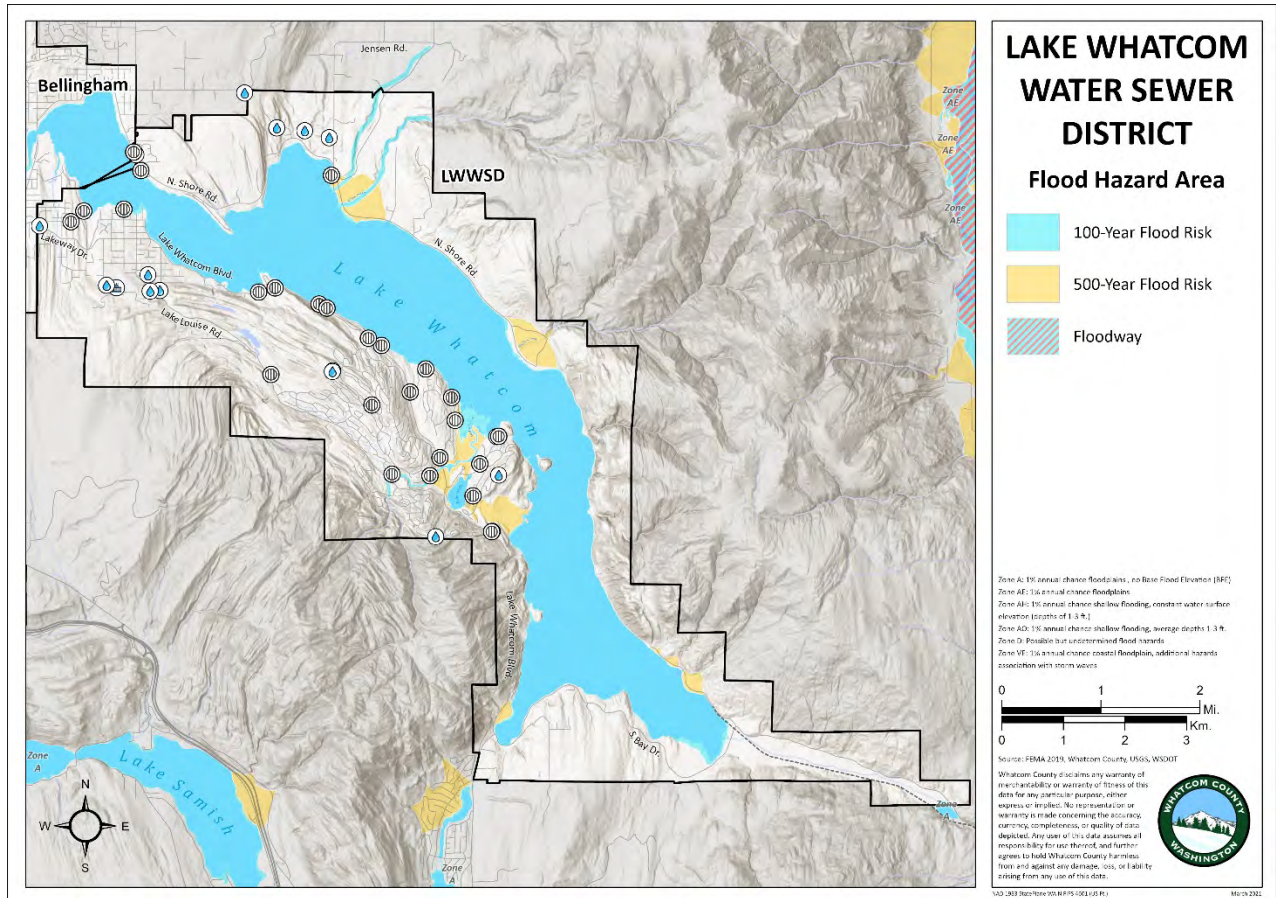 Jensen Rd.
Bellingham
LWWSD
N. Shore Rd.
Lakeway Dr.
Lake Whatcom Blvd.
Lake Louise Rd.
Lake Whatcom
N. Shore Rd.
Lake Whatcom Blvd.
S. Bay Dr.
Zone
AE
Zone
AE
Zone
AE
Zone
A
Lake Samish
Zone
A
Zone
A
N
W
E
S
LAKE WHATCOM
WATER SEWER
DISTRICT
Flood Hazard Area
100-Year Flood Risk
500-Year Flood Risk
Floodway
Zone A: 1% annual chance floodplains, no Base Flood Elevation (BFE)
Zone AE: 1% annual chance floodplains
Zone AH: 1% annual chance shallow flooding, constant water surface
elevation (depths of 1-3 ft.)
Zone AO: 1% annual chance shallow flooding, average depths 1-3 ft.
Zone D: Possible but undetermined flood hazards
Zone VE: 1% annual chance coastal floodplain, additional hazards
association with storm waves
0 1 2
Mi.
Km.
0 1 2 3
Source: FEMA 2019, Whatcom County, USGS, WSDOT
Whatcom County disclaims any warranty of
merchantability or warranty of fitness of this
data for any particular purpose, either
express or implied. No representation or
warranty is made concerning the accuracy,
currency, completeness, or quality of data
depicted. Any user of this data assumes all
responsibility for use thereof, and further
agrees to hold Whatcom County harmless
from and against any damage, loss, or liability
arising from any use of this data.
WHATCOM COUNTY
WASHINGTON
March 2021